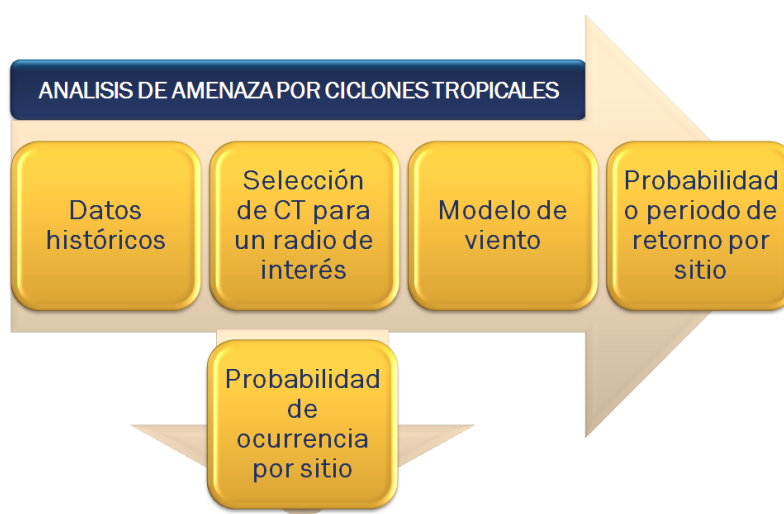 ANALISIS DE AMENAZA POR CICLONES TROPICALES
Datos
históricos
Selección
de CT para
un radio de
interés
Modelo de
viento
Probabilidad
o periodo de
retorno por
sitio
Probabilidad
de
ocurrencia
por sitio